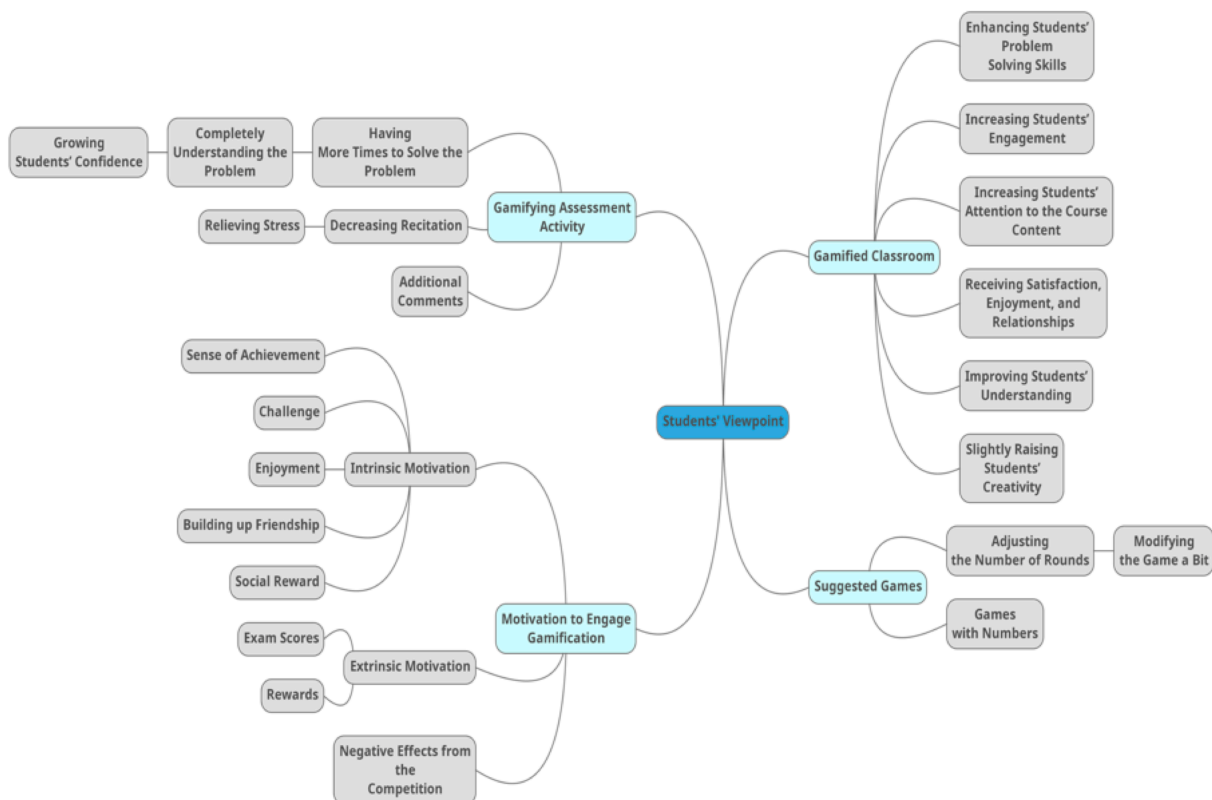 Students' Viewpoint
Gamifying Assessment
Activity
Having
More Times to Solve the
Problem
Completely
Understanding the
Problem
Growing
Students' Confidence
Decreasing Recitation
Relieving Stress
Additional
Comments
Motivation to Engage
Gamification
Intrinsic Motivation
Sense of Achievement
Challenge
Enjoyment
Building up Friendship
Social Reward
Extrinsic Motivation
Exam Scores
Rewards
Negative Effects from
the
Competition
Gamified Classroom
Enhancing Students'
Problem
Solving Skills
Increasing Students'
Engagement
Increasing Students'
Attention to the Course
Content
Receiving Satisfaction,
Enjoyment, and
Relationships
Improving Students'
Understanding
Slightly Raising
Students'
Creativity
Suggested Games
Adjusting
the Number of Rounds
Modifying
the Game a Bit
Games
with Numbers